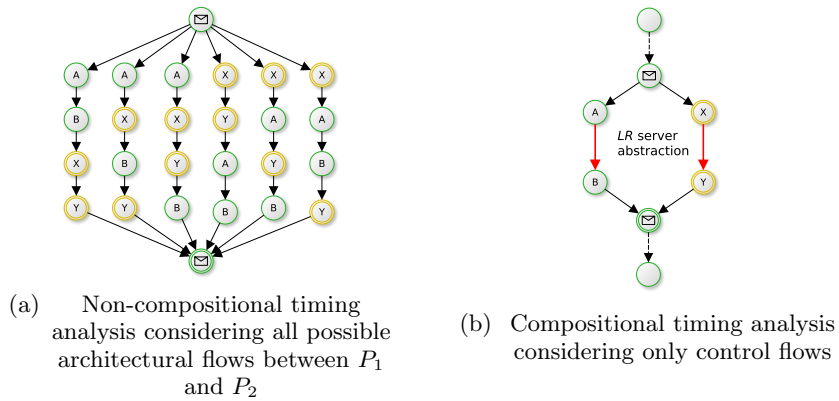 A A A X X X
B X X Y A A
X B Y A Y B
Y Y B B B Y
A X
LR server
abstraction
B Y
(a) Non-compositional timing
analysis considering all possible
architectural flows between P1
and P2
(b) Compositional timing analysis
considering only control flows